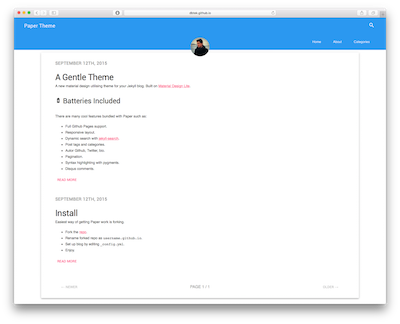 Paper Theme
Home About Categories
SEPTEMBER 13TH, 2015
A Gentle Theme
A new material design utilising theme for your Jekyll blog. Built on Material Design Lite.
Batteries Included
There are many cool features bundled with Paper such as:
Full Github Pages support
Responsive layout
Dynamic search with
Post tags and categories
Autor Github, Twitter bio.
Pagination
Syntax highlighting with pygments
Disqus comments
READ MORE
SEPTEMBER 12TH, 2015
Install
Easiest way of getting Paper work is forking.
Fork the repo
Rename forked repo as username.github.io
Set up blog by editing _config.yml
Enjoy
READ MORE
← NEWER PAGE 1 / 1 OLDER →